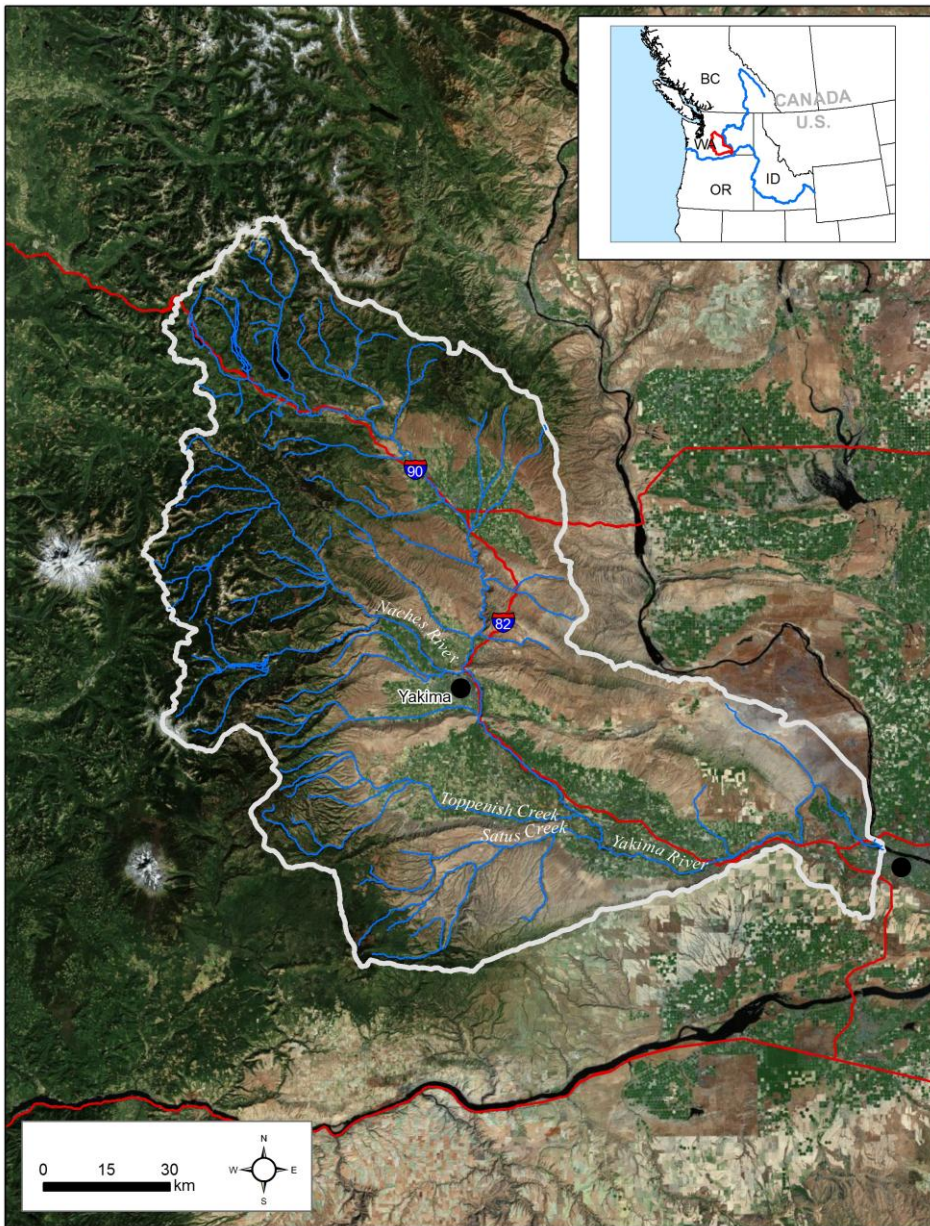 BC
CANADA
U.S.
WA
ID
OR
90
82
Naches River
Yakima
Toppenish Creek
Satus Creek
Yakima River
N
W E
S
0 15 30
km